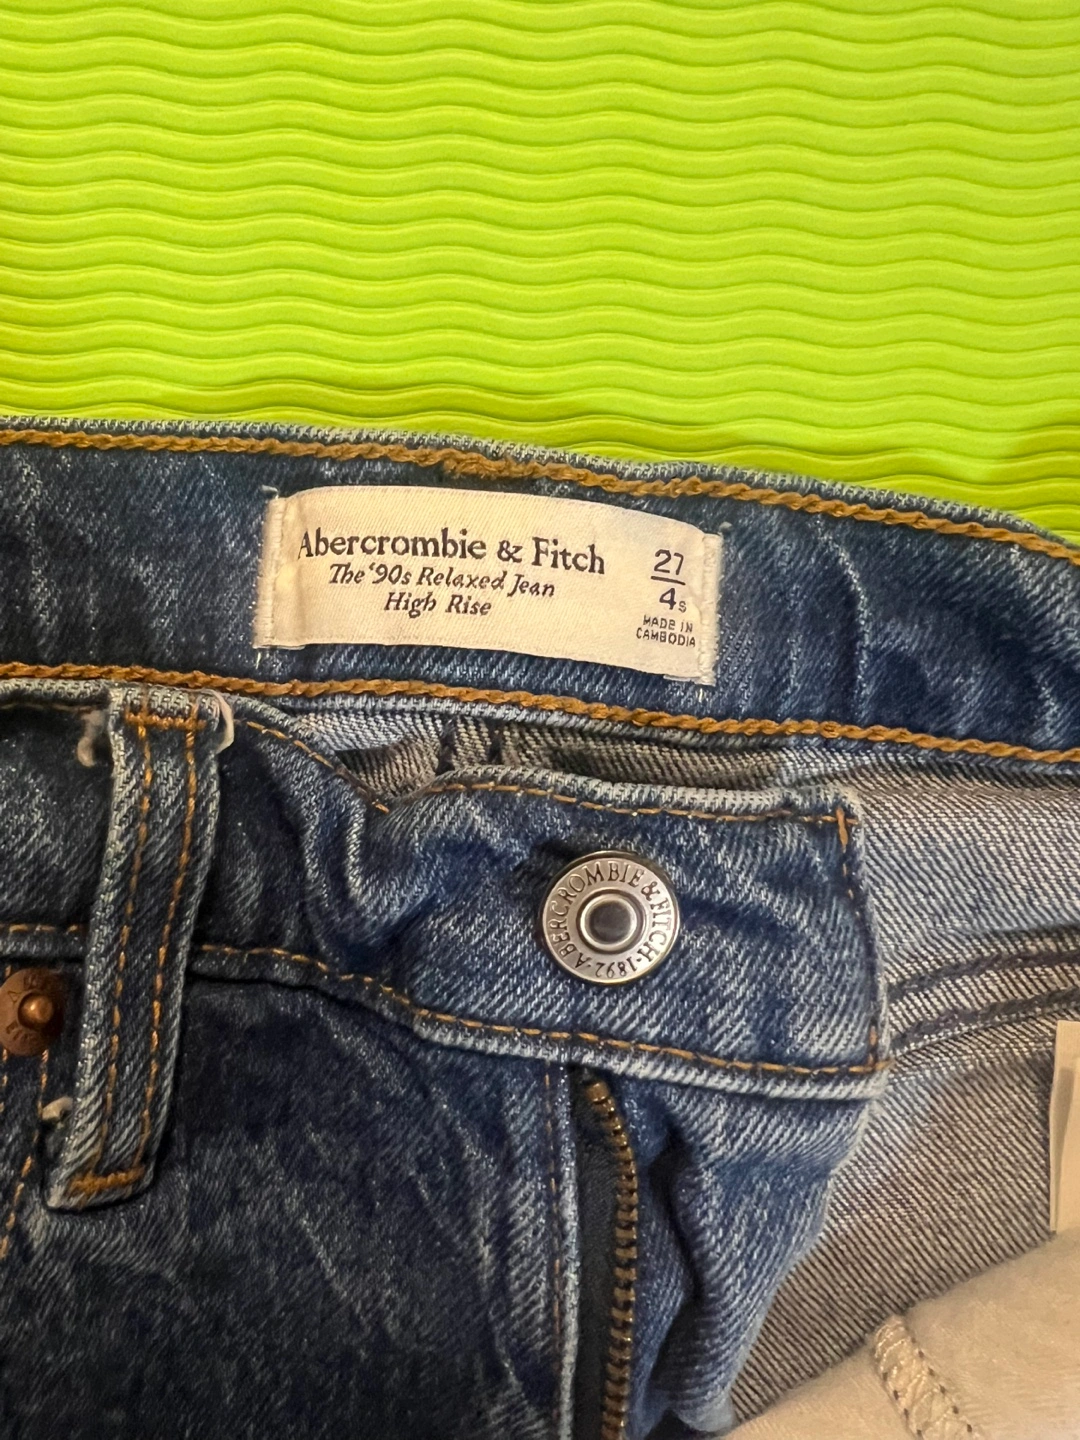 Abercrombie & Fitch
The '90s Relaxed Jean
High Rise
27
4s
MADE IN
CAMBODIA
ABERCROMBIE & FITCH · 1892 ·